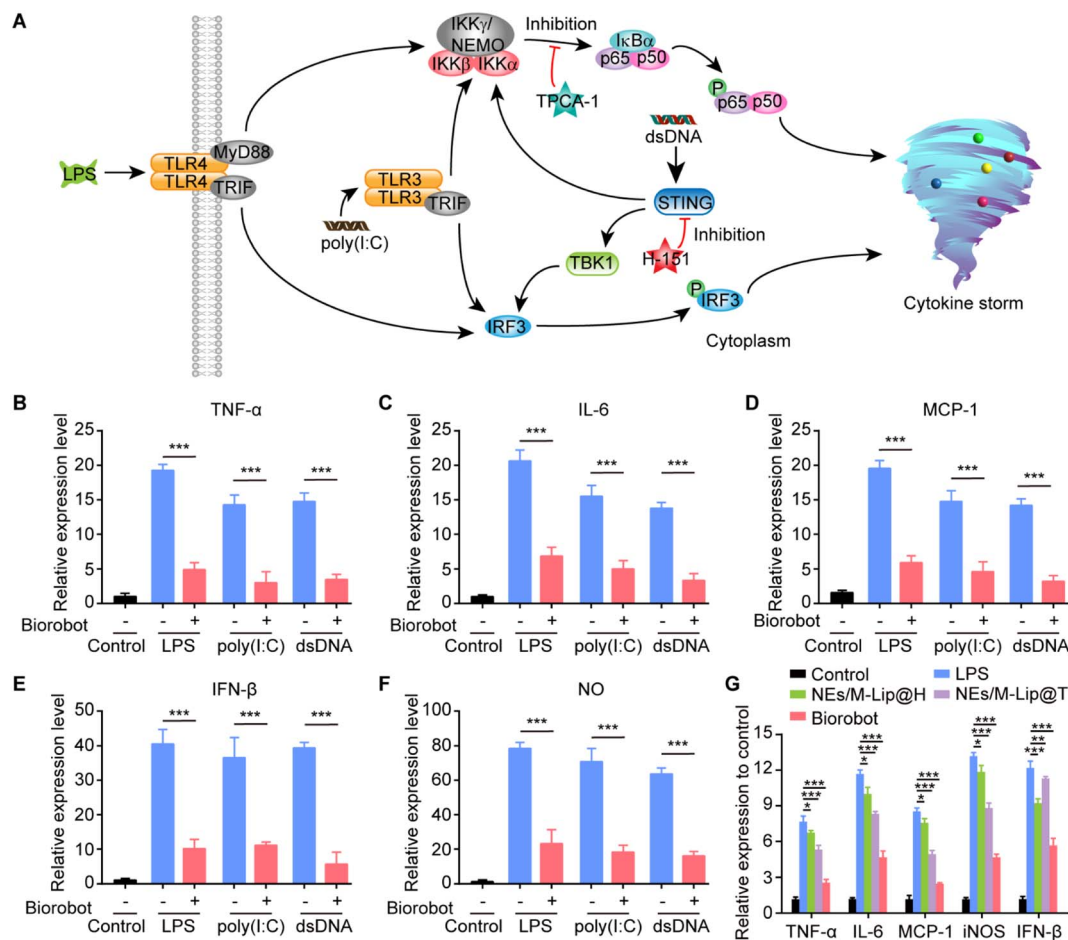 A
IKKγ/
NEMO
IKKβ IKKα
Inhibition
IκBα
p65 p50
P
p65 p50
TPCA-1
dsDNA
MyD88
LPS
TLR4
TLR4
TRIF
TLR3
TLR3
TRIF
poly(I:C)
STING
Inhibition
H-151
TBK1
P
IRF3
IRF3
Cytoplasm
Cytokine storm
B
TNF-α
Relative expression level
25
20
15
10
5
0
Biorobot - - + - + - +
Control LPS poly(I:C) dsDNA
*** *** ***
C
IL-6
Relative expression level
25
20
15
10
5
0
Biorobot - - + - + - +
Control LPS poly(I:C) dsDNA
*** *** ***
D
MCP-1
Relative expression level
25
20
15
10
5
0
Biorobot - - + - + - +
Control LPS poly(I:C) dsDNA
*** *** ***
E
IFN-β
Relative expression level
50
40
30
20
10
0
Biorobot - - + - + - +
Control LPS poly(I:C) dsDNA
*** *** ***
F
NO
Relative expression level
100
80
60
40
20
0
Biorobot - - + - + - +
Control LPS poly(I:C) dsDNA
*** *** ***
G
Control LPS
NEs/M-Lip@H NEs/M-Lip@T
Biorobot
Relative expression to control
15
12
9
6
3
0
*** *** *** *** ***
*** *** *** *** **
* * * * ***
TNF-α IL-6 MCP-1 iNOS IFN-β